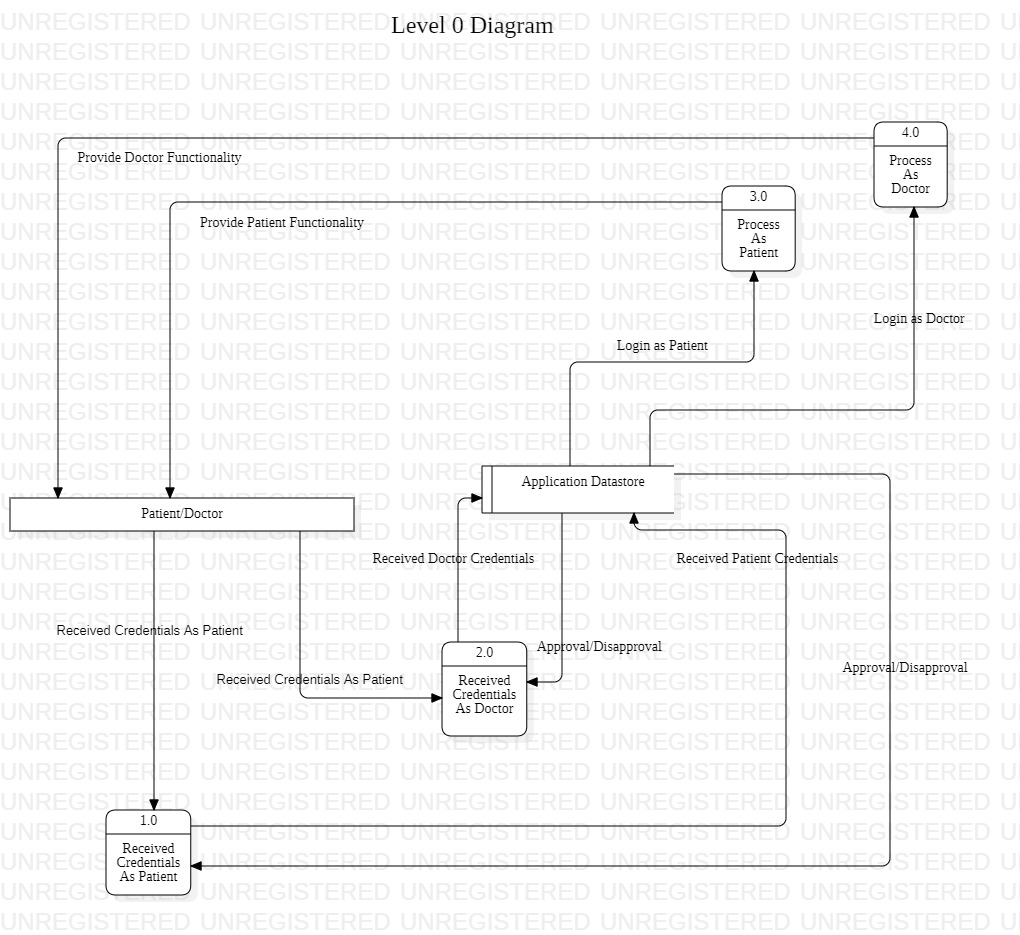 Level 0 Diagram
4.0
Process
As
Doctor
Provide Doctor Functionality
3.0
Process
As
Patient
Provide Patient Functionality
Login as Doctor
Login as Patient
Application Datastore
Patient/Doctor
Received Doctor Credentials
Received Patient Credentials
Received Credentials As Patient
Approval/Disapproval
2.0
Received
Credentials
As Doctor
Approval/Disapproval
Received Credentials As Patient
1.0
Received
Credentials
As Patient
UNREGISTERED